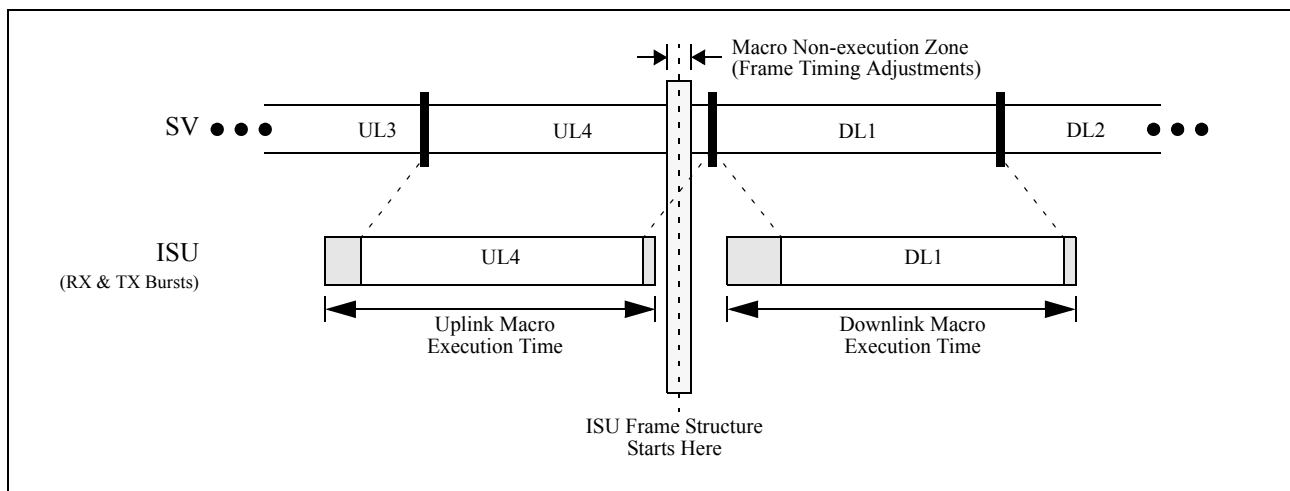 Macro Non-execution Zone
(Frame Timing Adjustments)
SV
UL3
UL4
DL1
DL2
ISU
(RX & TX Bursts)
UL4
DL1
Uplink Macro
Execution Time
Downlink Macro
Execution Time
ISU Frame Structure
Starts Here